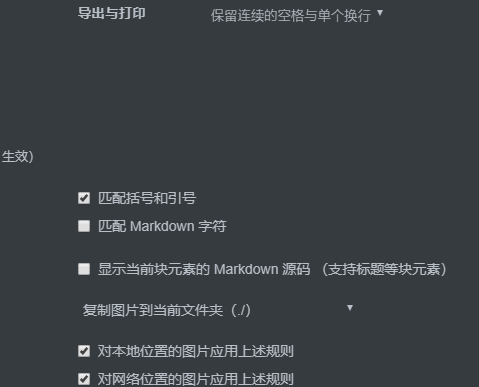 导出与打印 保留连续的空格与单个换行
生效）
匹配括号和引号
匹配 Markdown 字符
显示当前块元素的 Markdown 源码 （支持标题等块元素）
复制图片到当前文件夹（./）
对本地位置的图片应用上述规则
对网络位置的图片应用上述规则